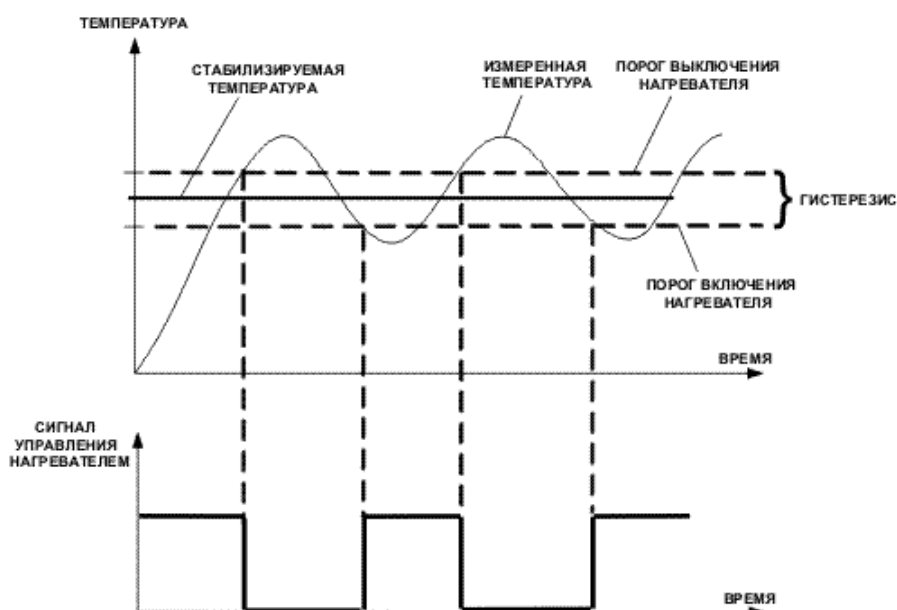 ТЕМПЕРАТУРА
СТАБИЛИЗИРУЕМАЯ
ТЕМПЕРАТУРА
ИЗМЕРЕННАЯ
ТЕМПЕРАТУРА
ПОРОГ ВЫКЛЮЧЕНИЯ
НАГРЕВАТЕЛЯ
ГИСТЕРЕЗИС
ПОРОГ ВКЛЮЧЕНИЯ
НАГРЕВАТЕЛЯ
ВРЕМЯ
СИГНАЛ
УПРАВЛЕНИЯ
НАГРЕВАТЕЛЕМ
ВРЕМЯ